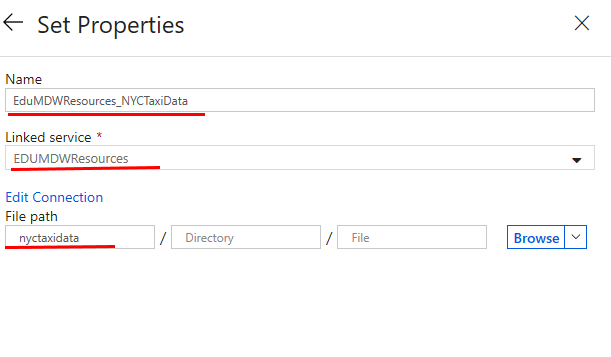 Set Properties
Name
EduMDWResources_NYCTaxiData
Linked service *
EDUMDWResources
Edit Connection
File path
nyctaxidata / Directory / File Browse